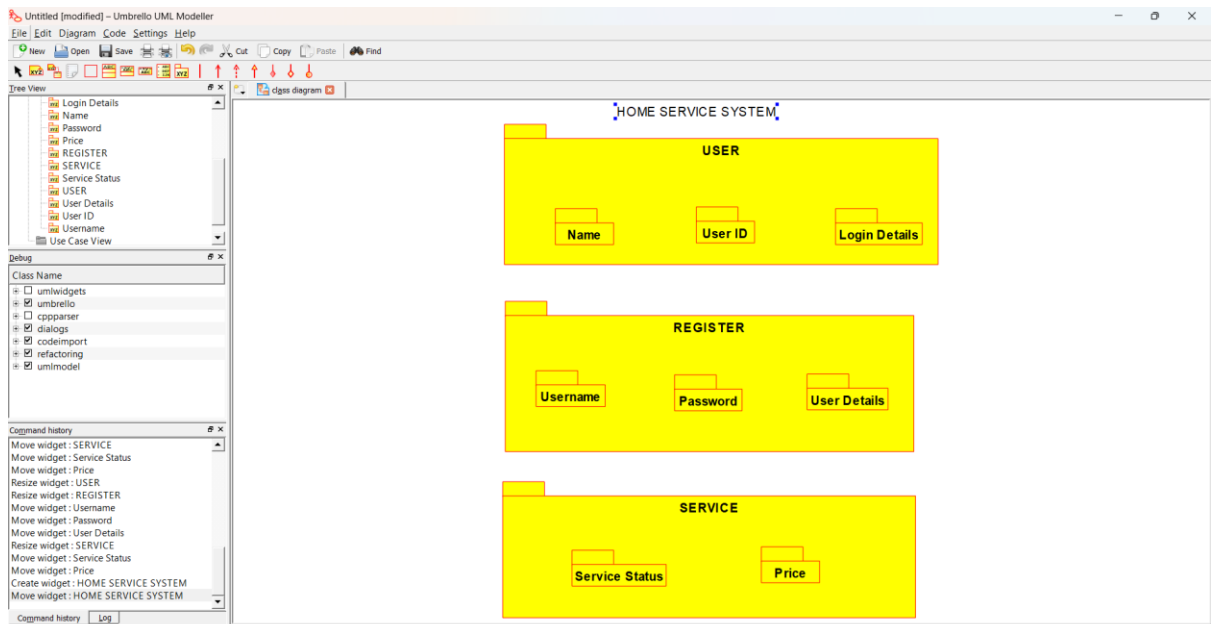 Untitled [modified] – Umbrello UML Modeller
File Edit Diagram Code Settings Help
New Open Save Cut Copy Paste Find
Tree View
class diagram
Login Details
Name
Password
Price
REGISTER
SERVICE
Service Status
USER
User Details
User ID
Username
Use Case View
Debug
Class Name
umlwidgets
umbrello
cppparser
dialogs
codeimport
refactoring
umlmodel
Command history
Move widget : SERVICE
Move widget : Service Status
Move widget : Price
Resize widget : USER
Resize widget : REGISTER
Move widget : Username
Move widget : Password
Move widget : User Details
Resize widget : SERVICE
Move widget : Service Status
Move widget : Price
Create widget : HOME SERVICE SYSTEM
Move widget : HOME SERVICE SYSTEM
Command history Log
HOME SERVICE SYSTEM
USER
Name User ID Login Details
REGISTER
Username Password User Details
SERVICE
Service Status Price